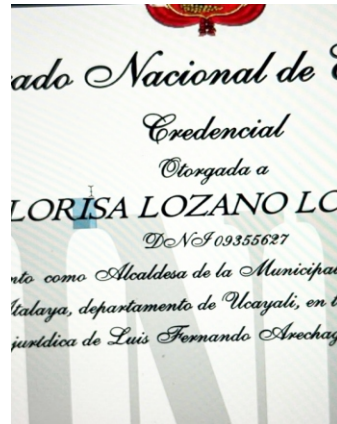 ado Nacional de
Credencial
Otorgada a
LORISA LOZANO LO
DNI 09355627
nto como Alcaldesa de la Municipal
Atalaya, departamento de Ucayali, en
jurídica de Luis Fernando Arechag